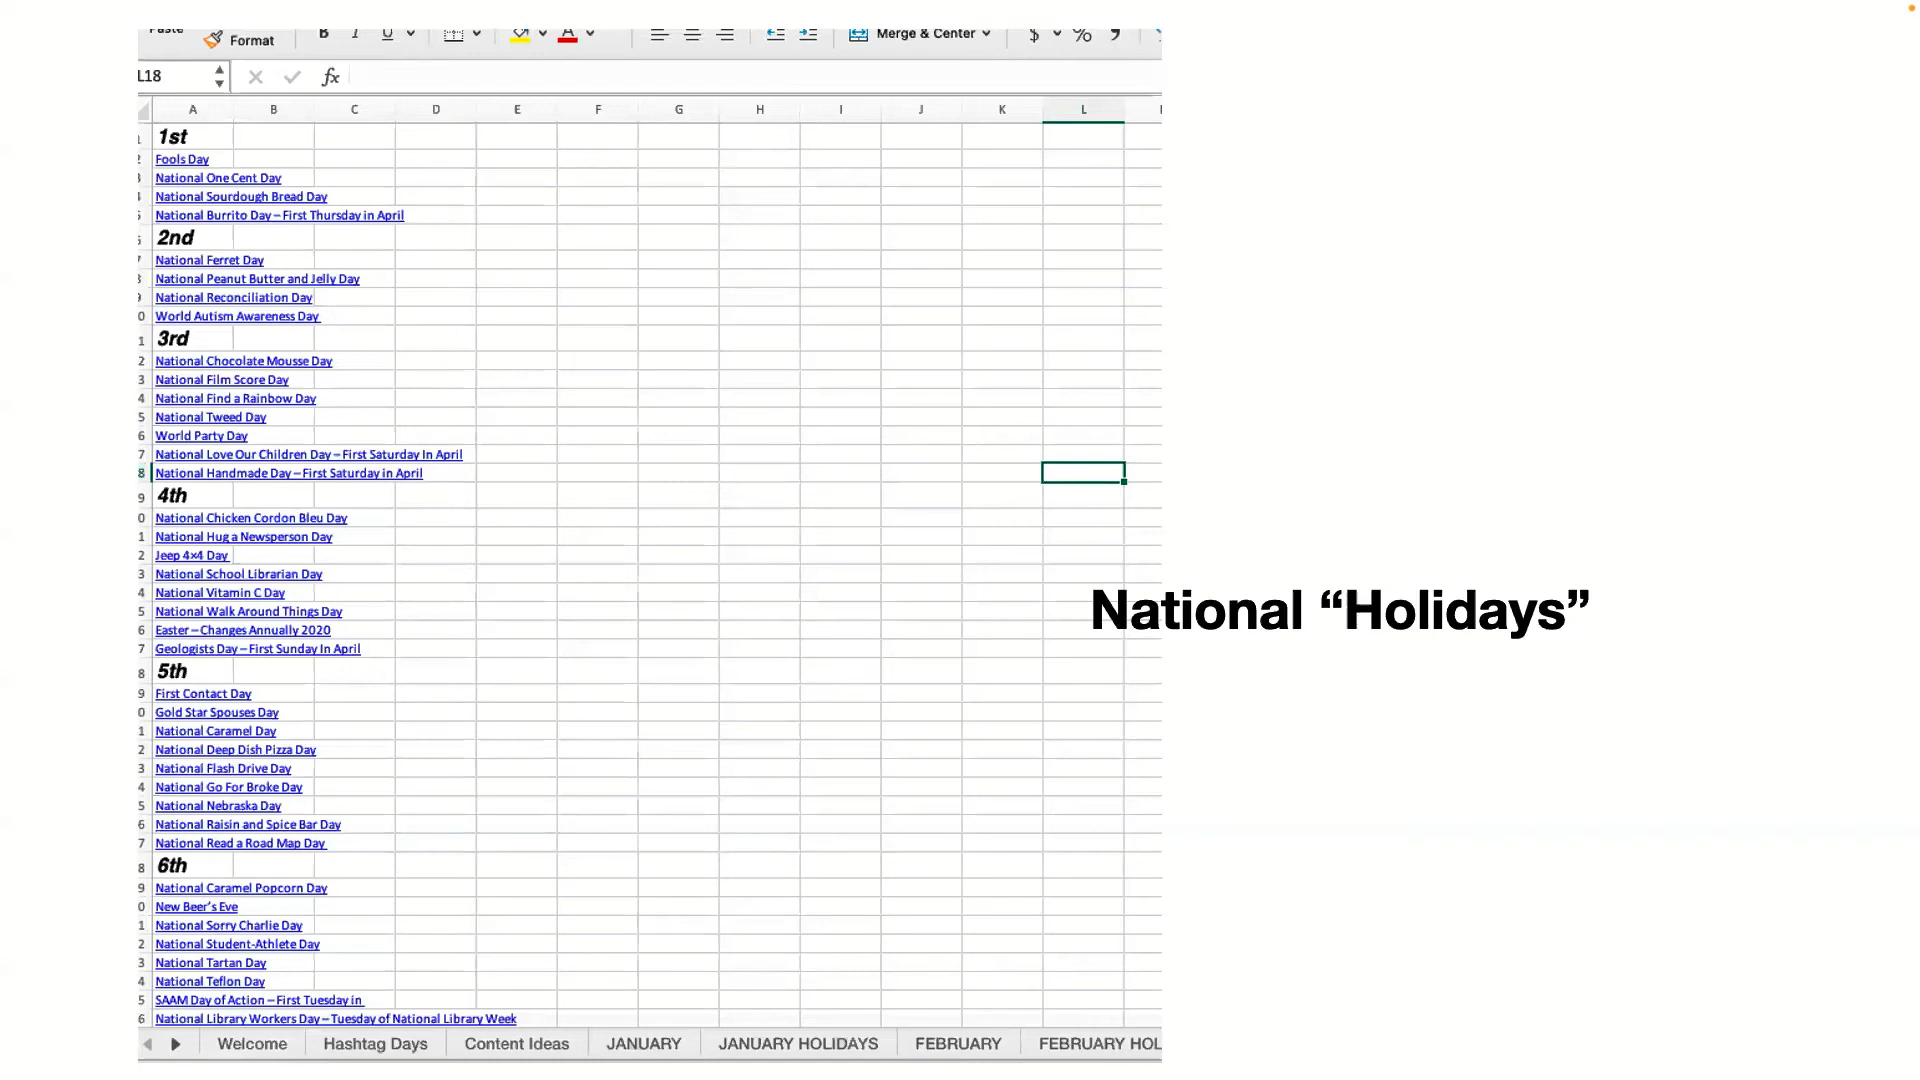 Format
B I U
A
Merge & Center
$ % 9
L18
fx
A B C D E F G H I J K L
1st
Fools Day
National One Cent Day
National Sourdough Bread Day
National Burrito Day – First Thursday in April
2nd
National Ferret Day
National Peanut Butter and Jelly Day
National Reconciliation Day
World Autism Awareness Day
3rd
National Chocolate Mousse Day
National Film Score Day
National Find a Rainbow Day
National Tweed Day
World Party Day
National Love Our Children Day – First Saturday In April
National Handmade Day – First Saturday in April
4th
National Chicken Cordon Bleu Day
National Hug a Newsperson Day
Jeep 4×4 Day
National School Librarian Day
National Vitamin C Day
National Walk Around Things Day
Easter – Changes Annually 2020
Geologists Day – First Sunday In April
5th
First Contact Day
Gold Star Spouses Day
National Caramel Day
National Deep Dish Pizza Day
National Flash Drive Day
National Go For Broke Day
National Nebraska Day
National Raisin and Spice Bar Day
National Read a Road Map Day
6th
National Caramel Popcorn Day
New Beer’s Eve
National Sorry Charlie Day
National Student-Athlete Day
National Tartan Day
National Teflon Day
SAAM Day of Action – First Tuesday in
National Library Workers Day – Tuesday of National Library Week
Welcome Hashtag Days Content Ideas JANUARY JANUARY HOLIDAYS FEBRUARY FEBRUARY HOL
National “Holidays”